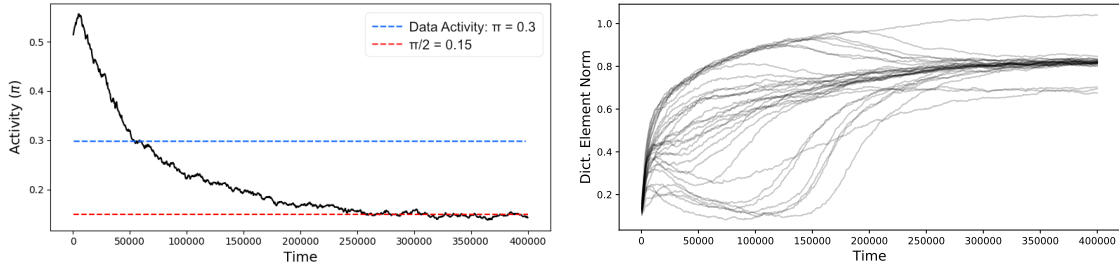 Activity (π)
0.5
0.4
0.3
0.2
Data Activity: π = 0.3
π/2 = 0.15
0 50000 100000 150000 200000 250000 300000 350000 400000
Time
Dict. Element Norm
1.0
0.8
0.6
0.4
0.2
0 50000 100000 150000 200000 250000 300000 350000 400000
Time